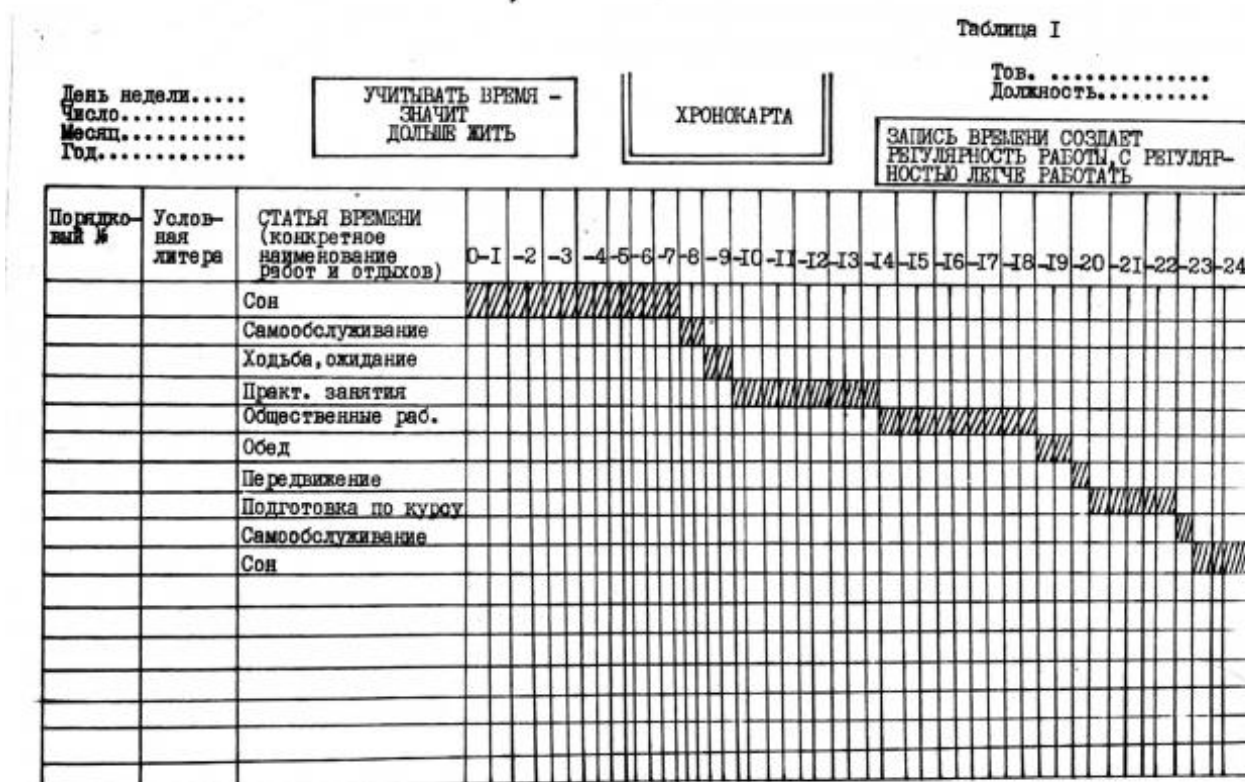 Таблица I
День недели.....
Число...........
Месяц...........
Год.............
УЧИТЫВАТЬ ВРЕМЯ -
ЗНАЧИТ
ДОЛЬШЕ ЖИТЬ
ХРОНОКАРТА
Тов. ..............
Должность..........
ЗАПИСЬ ВРЕМЕНИ СОЗДАЕТ
РЕГУЛЯРНОСТЬ РАБОТЫ, С РЕГУЛЯР-
НОСТЬЮ ЛЕГЧЕ РАБОТАТЬ
Порядко-
вый №
Услов-
ная
литера
СТАТЬЯ ВРЕМЕНИ
(конкретное
наименование
работ и отдыхов)
0-I -2 -3 -4 -5 -6 -7 -8 -9 -IO -II -I2 -I3 -I4 -I5 -I6 -I7 -I8 -I9 -20 -2I -22 -23 -24
Сон
Самообслуживание
Ходьба, ожидание
Практ. занятия
Общественные раб.
Обед
Передвижение
Подготовка по курсу
Самообслуживание
Сон